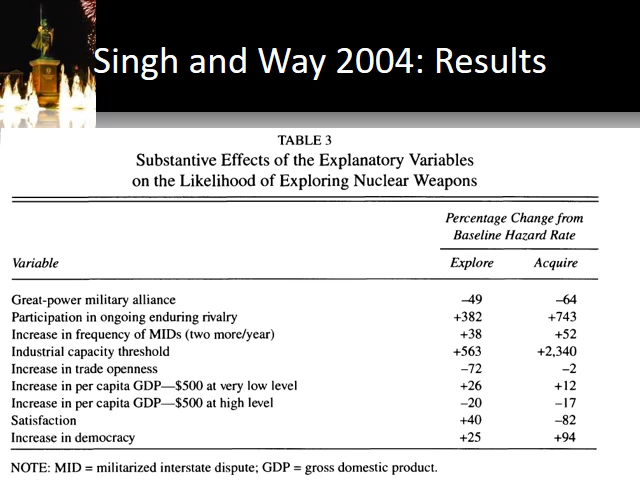 Singh and Way 2004: Results
TABLE 3
Substantive Effects of the Explanatory Variables
on the Likelihood of Exploring Nuclear Weapons
Percentage Change from
Baseline Hazard Rate
Variable Explore Acquire
Great-power military alliance –49 –64
Participation in ongoing enduring rivalry +382 +743
Increase in frequency of MIDs (two more/year) +38 +52
Industrial capacity threshold +563 +2,340
Increase in trade openness –72 –2
Increase in per capita GDP—$500 at very low level +26 +12
Increase in per capita GDP—$500 at high level –20 –17
Satisfaction +40 –82
Increase in democracy +25 +94
NOTE: MID = militarized interstate dispute; GDP = gross domestic product.